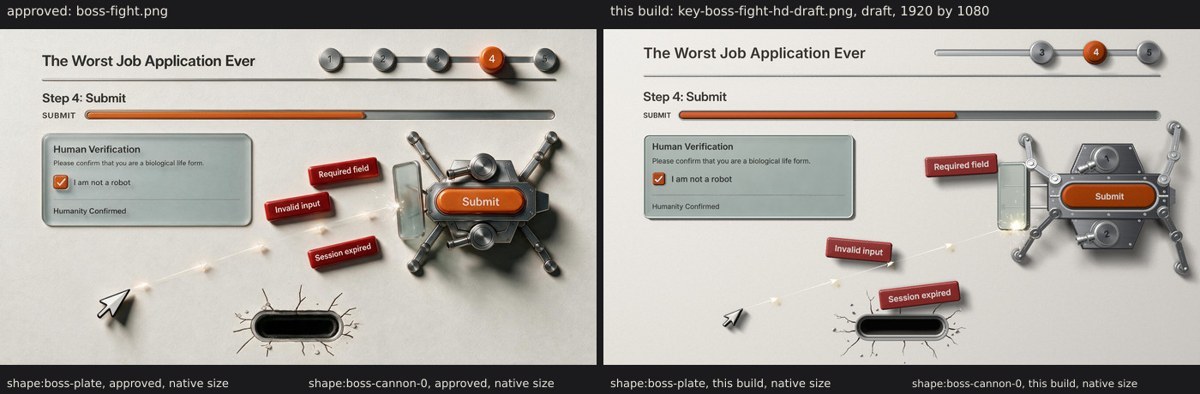 approved: boss-fight.png
this build: key-boss-fight-hd-draft.png, draft, 1920 by 1080
The Worst Job Application Ever
1 2 3 4 5
Step 4: Submit
SUBMIT
Human Verification
Please confirm that you are a biological life form.
I am not a robot
Humanity Confirmed
Required field
Invalid input
Session expired
Submit
The Worst Job Application Ever
3 4 5
Step 4: Submit
SUBMIT
Human Verification
Please confirm that you are a biological life form.
I am not a robot
Humanity Confirmed
Required field
Invalid input
Session expired
Submit
2
shape:boss-plate, approved, native size
shape:boss-cannon-0, approved, native size
shape:boss-plate, this build, native size
shape:boss-cannon-0, this build, native size